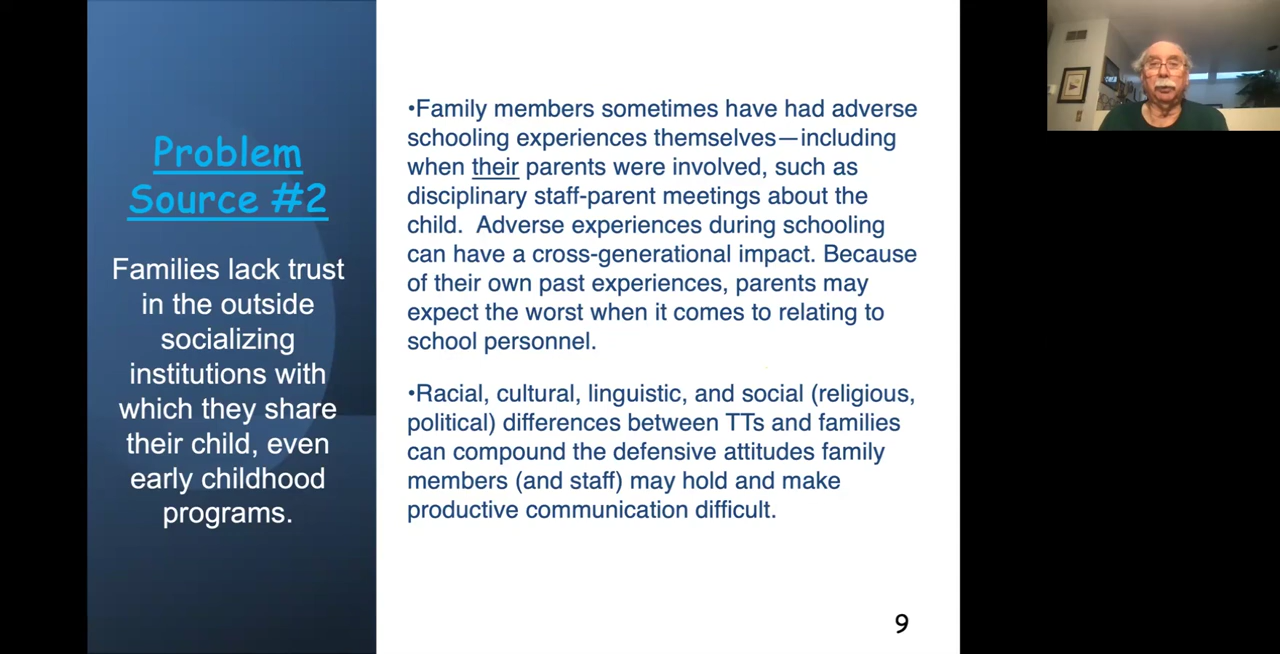 Problem
Source #2
Families lack trust
in the outside
socializing
institutions with
which they share
their child, even
early childhood
programs.
•Family members sometimes have had adverse
schooling experiences themselves—including
when their parents were involved, such as
disciplinary staff-parent meetings about the
child.  Adverse experiences during schooling
can have a cross-generational impact. Because
of their own past experiences, parents may
expect the worst when it comes to relating to
school personnel.
•Racial, cultural, linguistic, and social (religious,
political) differences between TTs and families
can compound the defensive attitudes family
members (and staff) may hold and make
productive communication difficult.
9